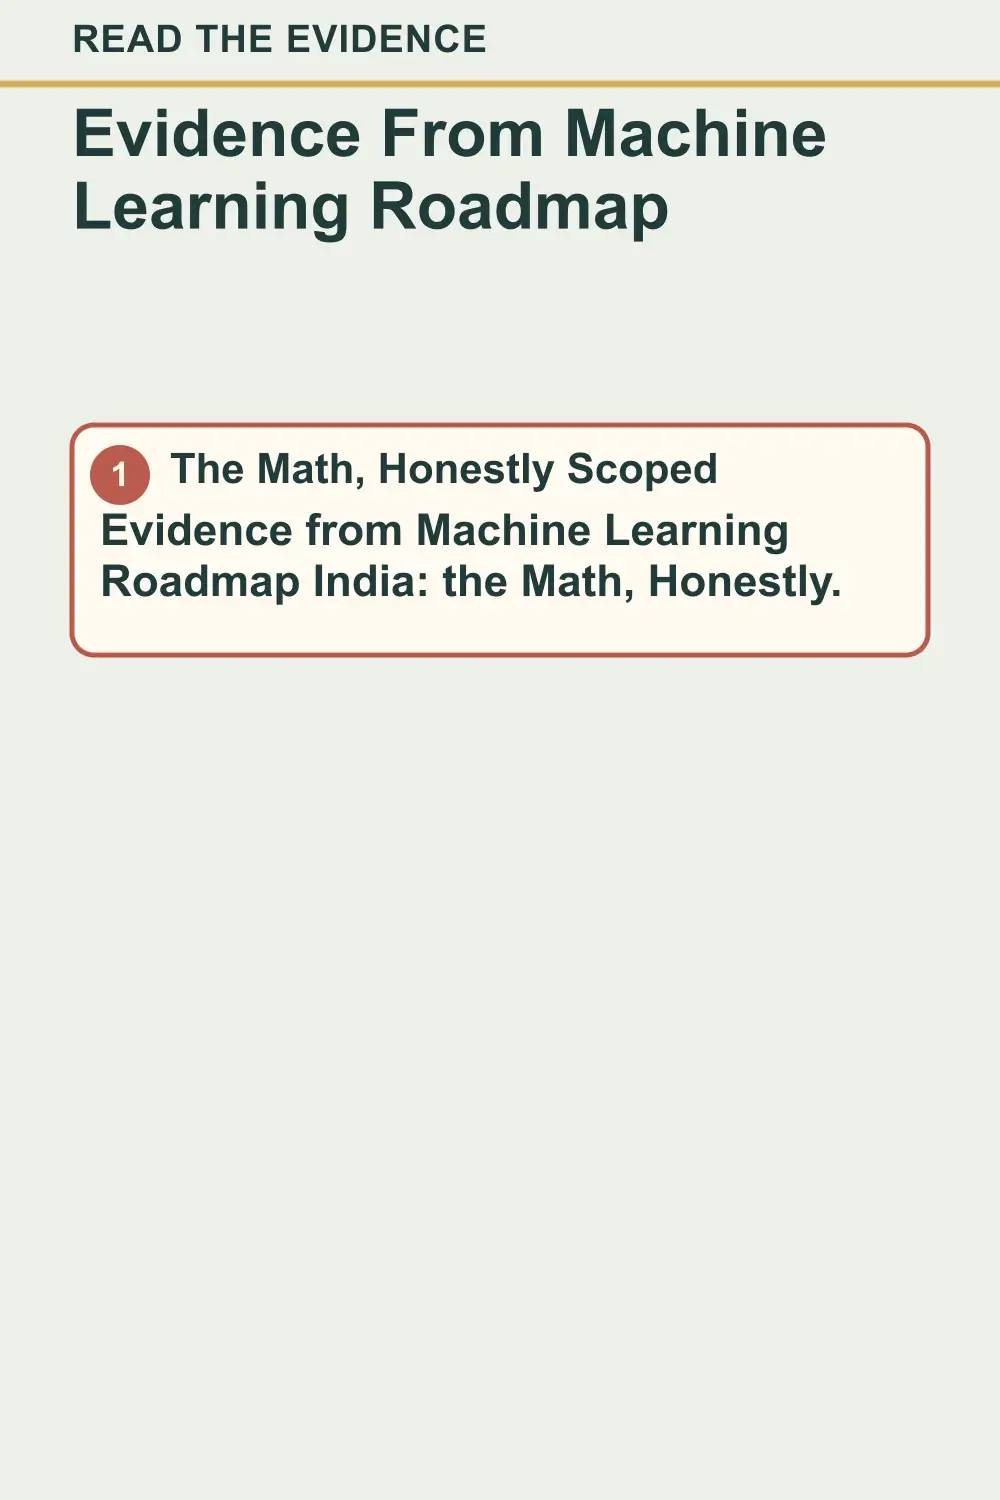 READ THE EVIDENCE
Evidence From Machine
Learning Roadmap
1 The Math, Honestly Scoped
Evidence from Machine Learning
Roadmap India: the Math, Honestly.